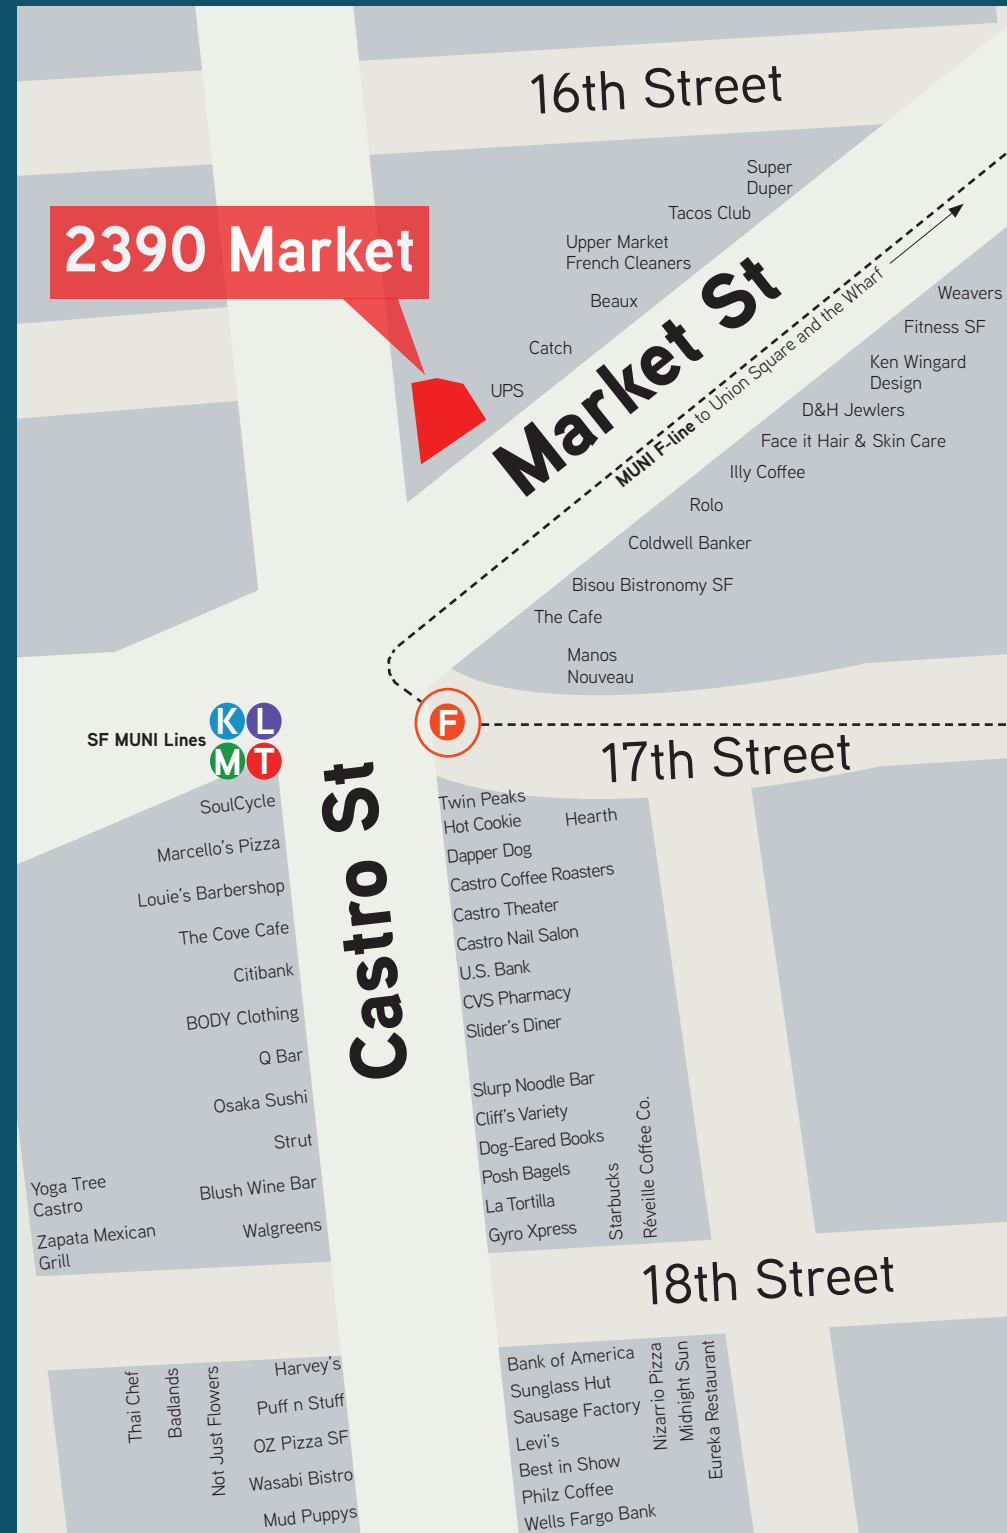 16th Street
2390 Market
Super
Duper
Tacos Club
Upper Market
French Cleaners
Beaux
Catch
UPS
Market St
MUNI F-line to Union Square and the Wharf
Weavers
Fitness SF
Ken Wingard
Design
D&H Jewlers
Face it Hair & Skin Care
Illy Coffee
Rolo
Coldwell Banker
Bisou Bistronomy SF
The Cafe
Manos
Nouveau
SF MUNI Lines
K L
M T
F
17th Street
Castro St
SoulCycle
Marcello's Pizza
Louie's Barbershop
The Cove Cafe
Citibank
BODY Clothing
Q Bar
Osaka Sushi
Strut
Blush Wine Bar
Walgreens
Yoga Tree
Castro
Zapata Mexican
Grill
Twin Peaks
Hot Cookie
Hearth
Dapper Dog
Castro Coffee Roasters
Castro Theater
Castro Nail Salon
U.S. Bank
CVS Pharmacy
Slider's Diner
Slurp Noodle Bar
Cliff's Variety
Dog-Eared Books
Posh Bagels
La Tortilla
Gyro Xpress
Starbucks
Réveille Coffee Co.
18th Street
Thai Chef
Badlands
Not Just Flowers
Harvey's
Puff n Stuff
OZ Pizza SF
Wasabi Bistro
Mud Puppys
Bank of America
Sunglass Hut
Sausage Factory
Levi's
Best in Show
Philz Coffee
Wells Fargo Bank
Nizarrio Pizza
Midnight Sun
Eureka Restaurant